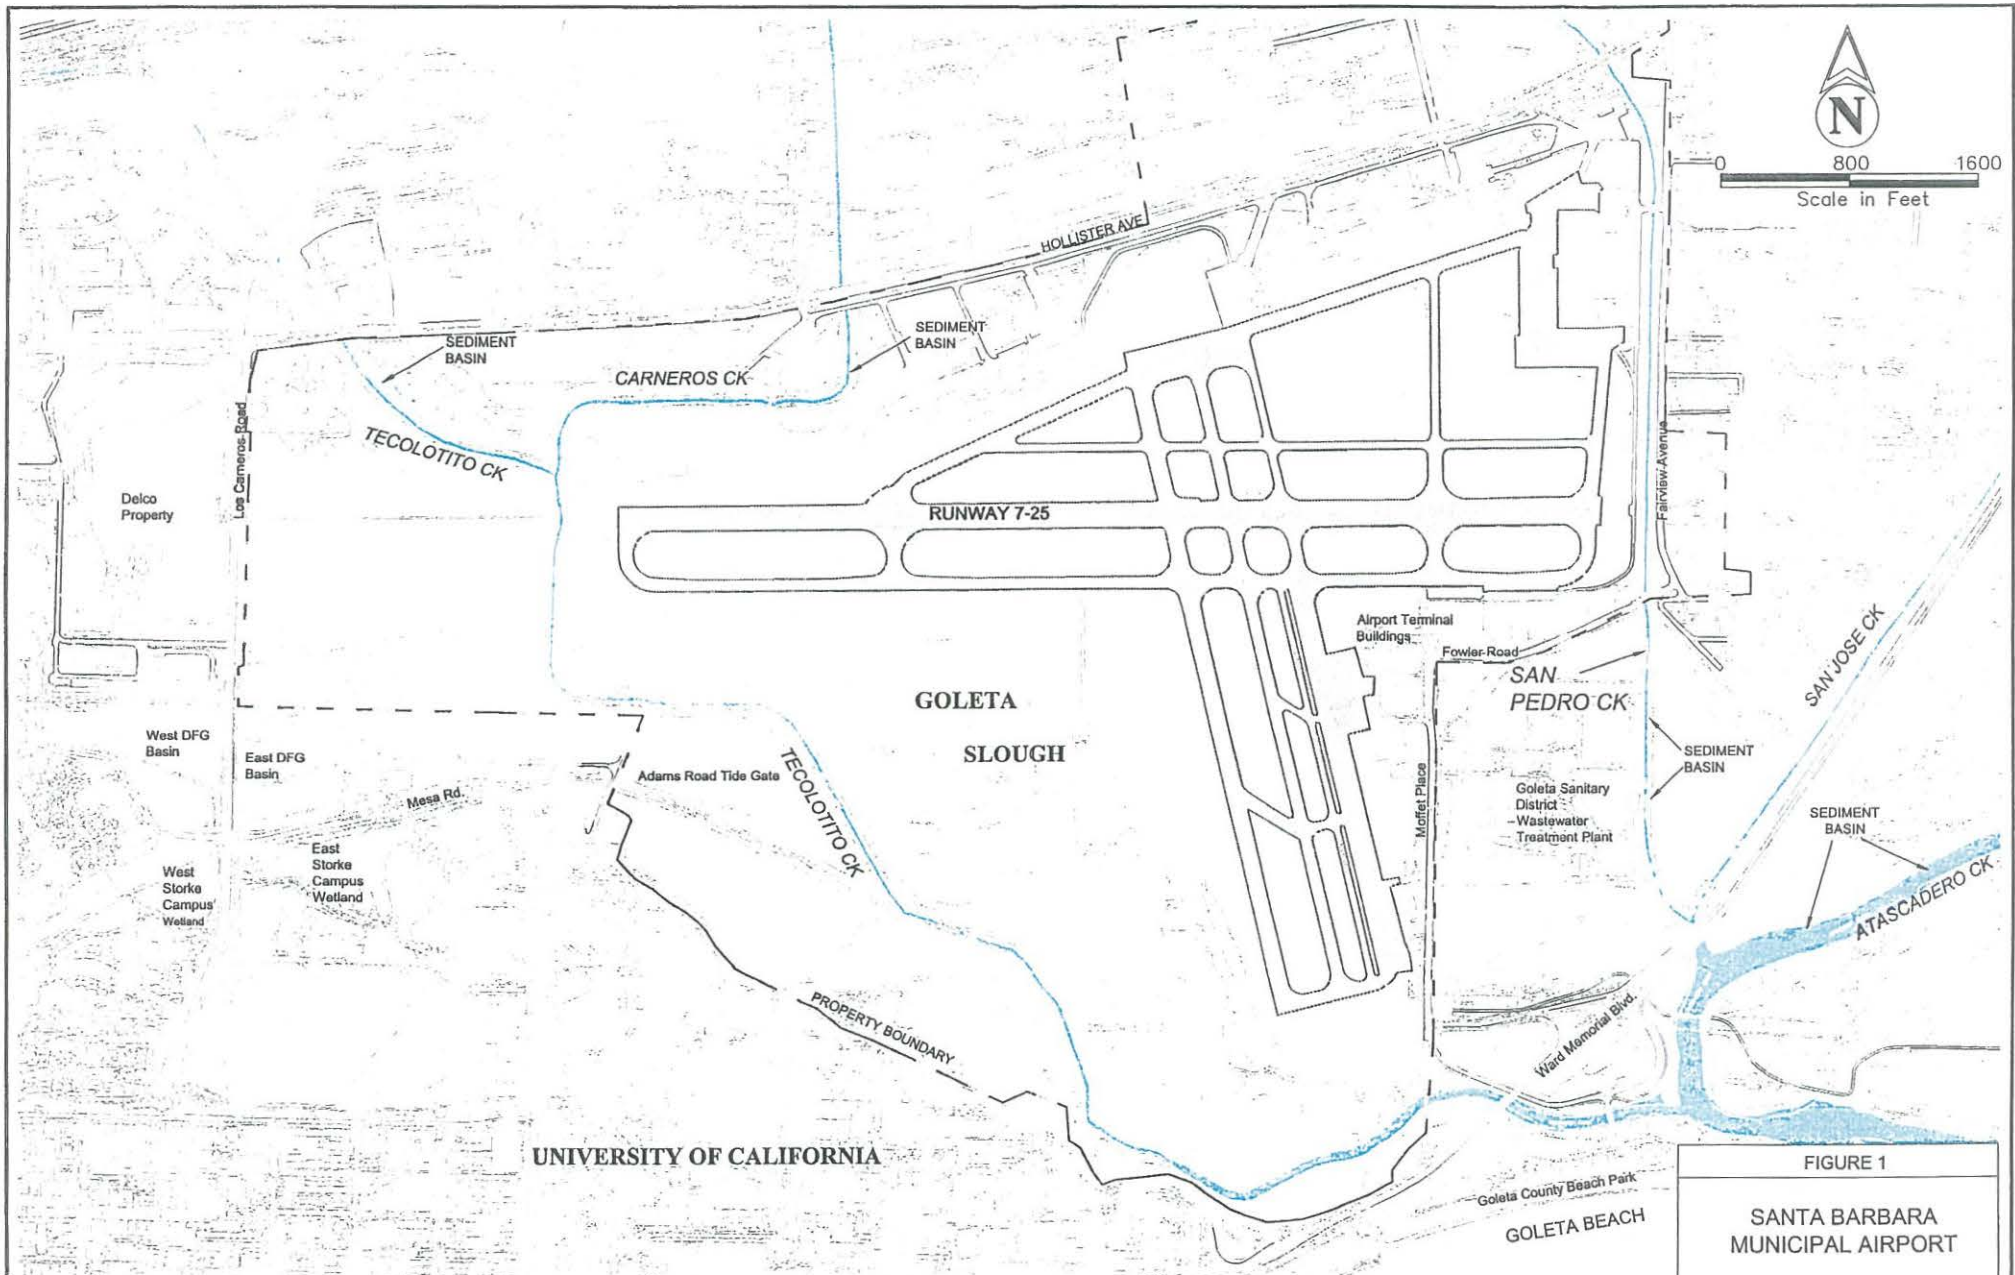 N
0 800 1600
Scale in Feet
HOLLISTER AVE
SEDIMENT
BASIN
SEDIMENT
BASIN
CARNEROS CK
TECOLOTITO CK
Los Carneros Road
Fairview Avenue
Delco
Property
RUNWAY 7-25
Airport Terminal
Buildings
Fowler Road
SAN
PEDRO CK
SAN JOSE CK
GOLETA
SLOUGH
West DFG
Basin
East DFG
Basin
Mesa Rd.
Adams Road Tide Gate
TECOLOTITO CK
Moffet Place
SEDIMENT
BASIN
Goleta Sanitary
District
Wastewater
Treatment Plant
SEDIMENT
BASIN
ATASCADERO CK
West
Storke
Campus
Wetland
East
Storke
Campus
Wetland
PROPERTY BOUNDARY
Ward Memorial Blvd.
UNIVERSITY OF CALIFORNIA
Goleta County Beach Park
GOLETA BEACH
FIGURE 1
SANTA BARBARA
MUNICIPAL AIRPORT